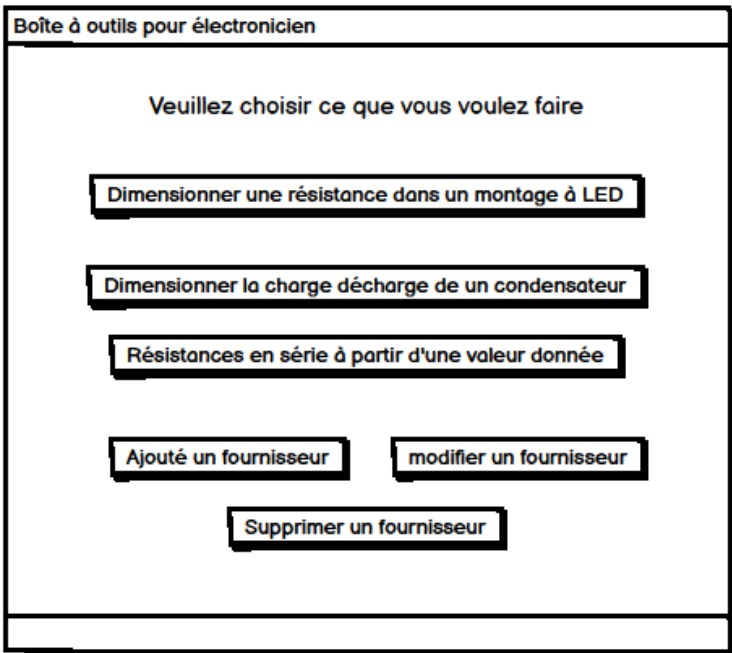 Boîte à outils pour électronicien
Veuillez choisir ce que vous voulez faire
Dimensionner une résistance dans un montage à LED
Dimensionner la charge décharge de un condensateur
Résistances en série à partir d'une valeur donnée
Ajouté un fournisseur
modifier un fournisseur
Supprimer un fournisseur